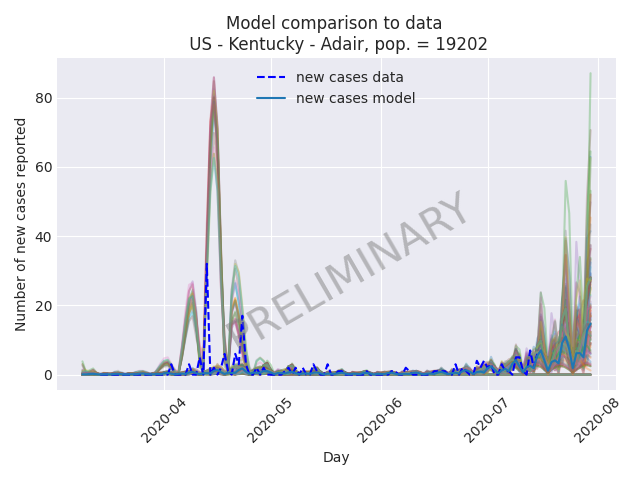 Model comparison to data
US - Kentucky - Adair, pop. = 19202
new cases data
new cases model
PRELIMINARY
Number of new cases reported
80
60
40
20
0
2020-04
2020-05
2020-06
2020-07
2020-08
Day